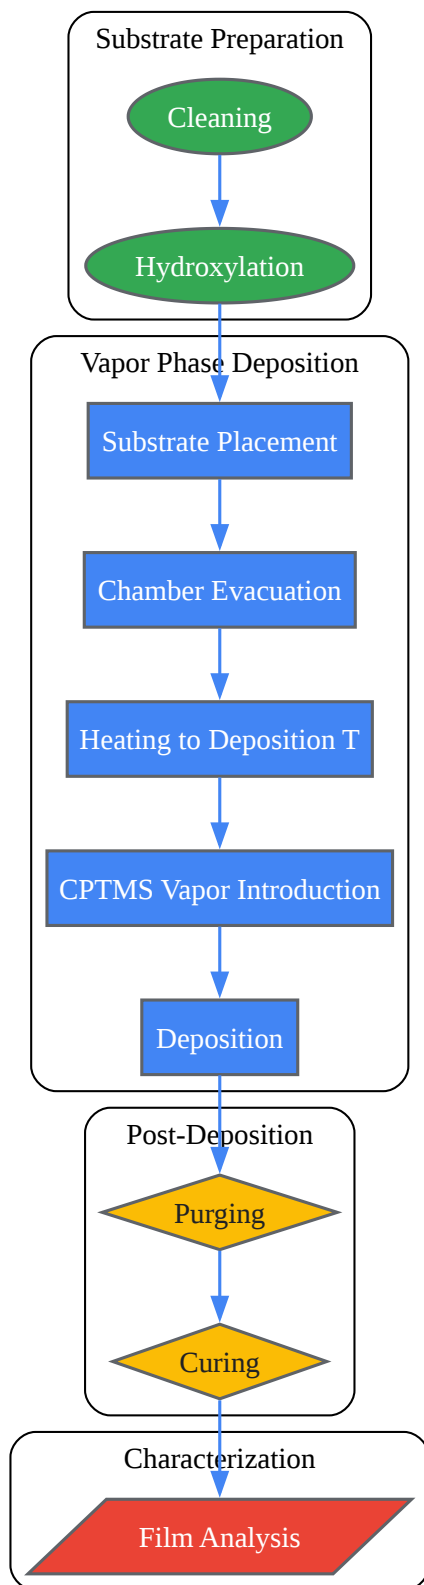 Substrate Preparation
Cleaning
Hydroxylation
Vapor Phase Deposition
Substrate Placement
Chamber Evacuation
Heating to Deposition T
CPTMS Vapor Introduction
Deposition
Post-Deposition
Purging
Curing
Characterization
Film Analysis